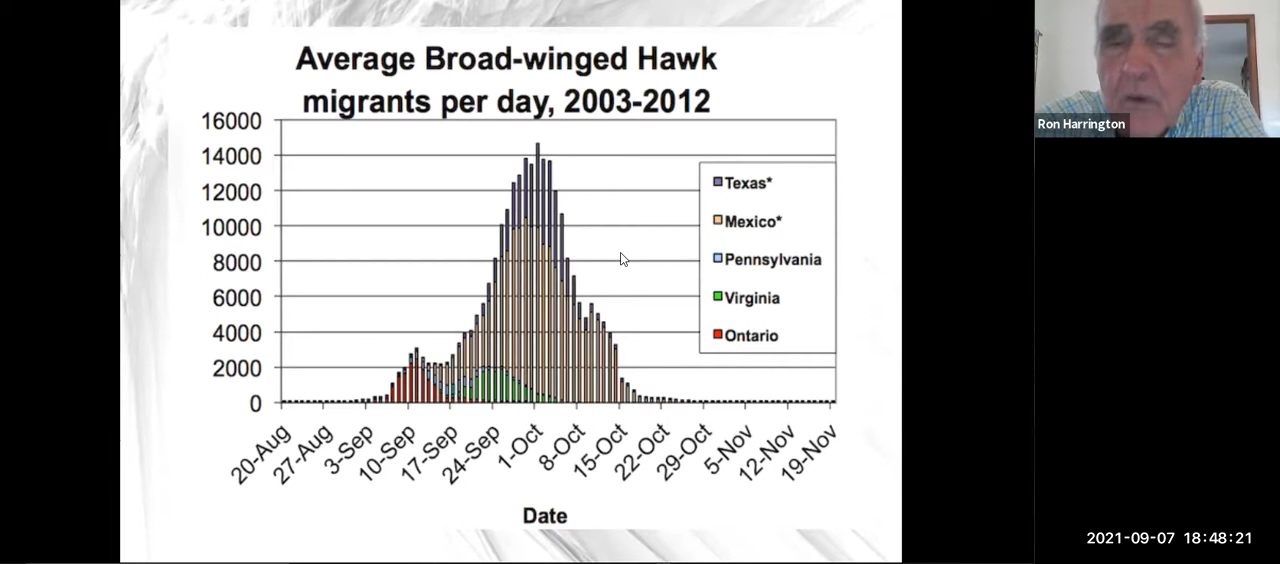 Average Broad-winged Hawk
migrants per day, 2003-2012
16000
14000
12000
10000
8000
6000
4000
2000
0
Texas*
Mexico*
Pennsylvania
Virginia
Ontario
20-Aug
27-Aug
3-Sep
10-Sep
17-Sep
24-Sep
1-Oct
8-Oct
15-Oct
22-Oct
29-Oct
5-Nov
12-Nov
19-Nov
Date
Ron Harrington
2021-09-07 18:48:21